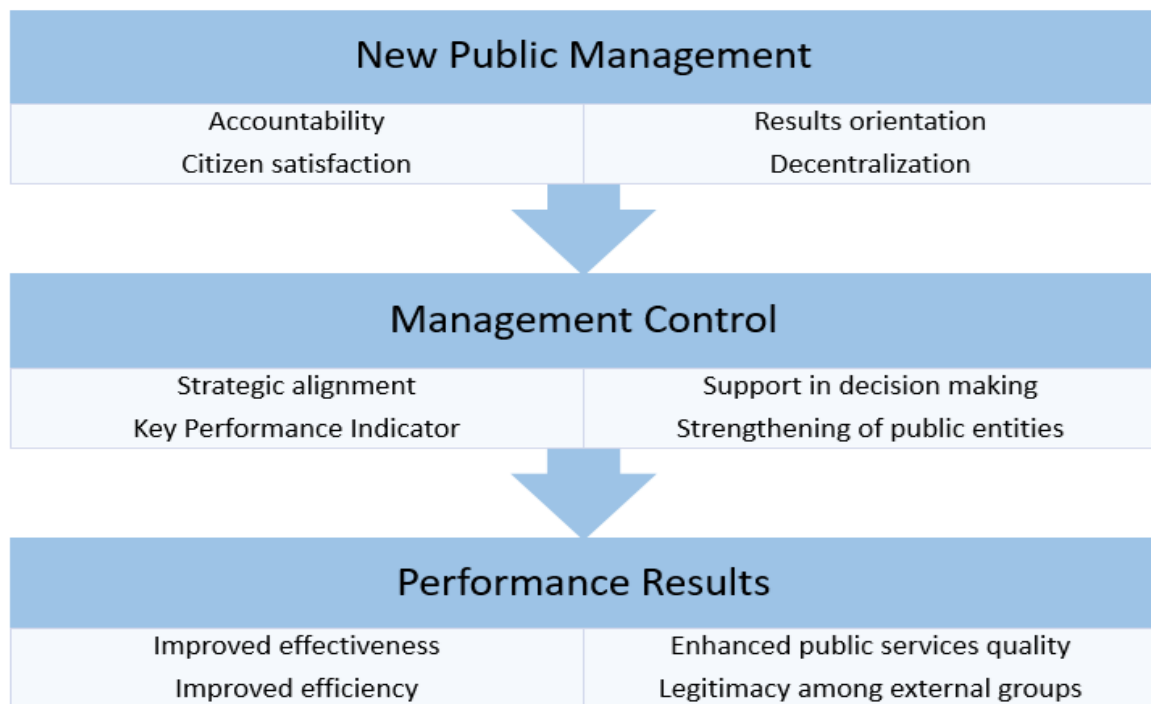 New Public Management
Accountability
Citizen satisfaction
Results orientation
Decentralization
Management Control
Strategic alignment
Key Performance Indicator
Support in decision making
Strengthening of public entities
Performance Results
Improved effectiveness
Improved efficiency
Enhanced public services quality
Legitimacy among external groups